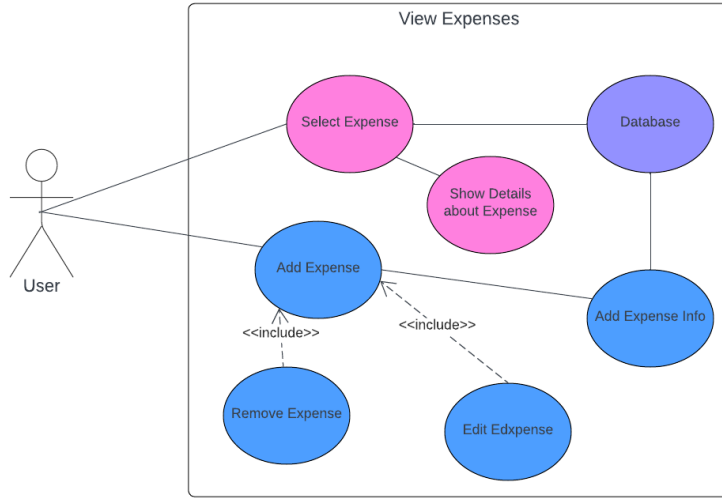 View Expenses
Select Expense
Database
Show Details
about Expense
User
Add Expense
Add Expense Info
<<include>>
<<include>>
Remove Expense
Edit Edxpense